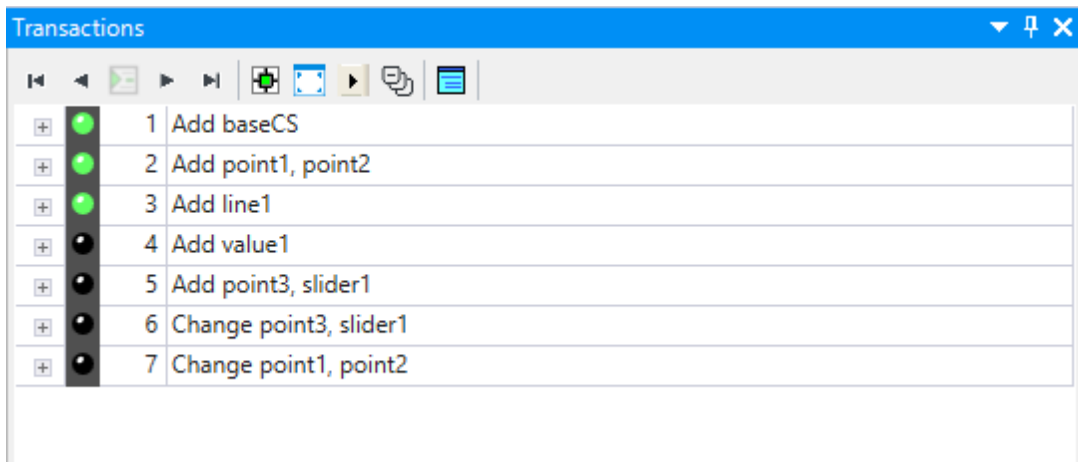 Transactions
1 Add baseCS
2 Add point1, point2
3 Add line1
4 Add value1
5 Add point3, slider1
6 Change point3, slider1
7 Change point1, point2